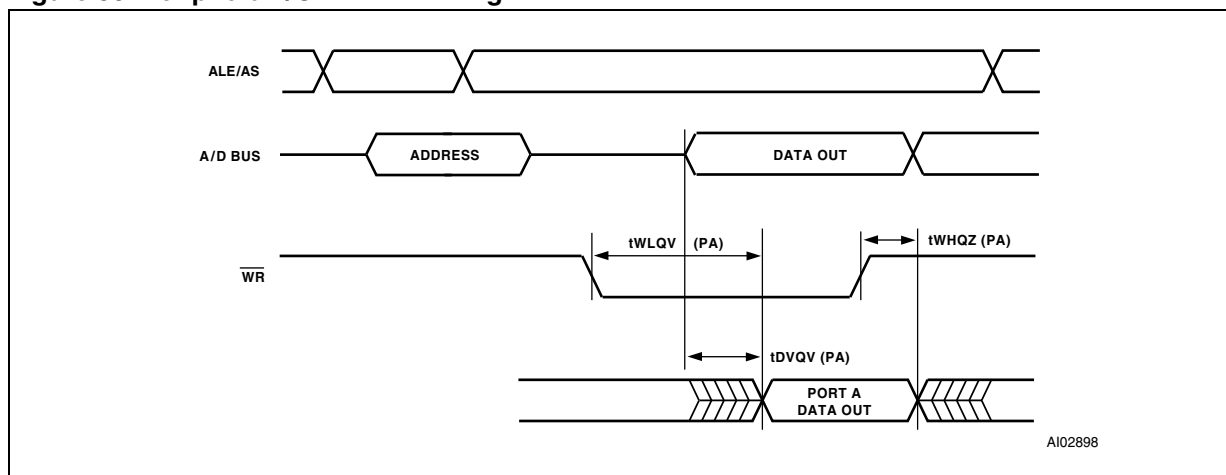 ALE/AS
A/D BUS
ADDRESS
DATA OUT
tWLQV (PA)
tWHQZ (PA)
WR
tDVQV (PA)
PORT A
DATA OUT
AI02898